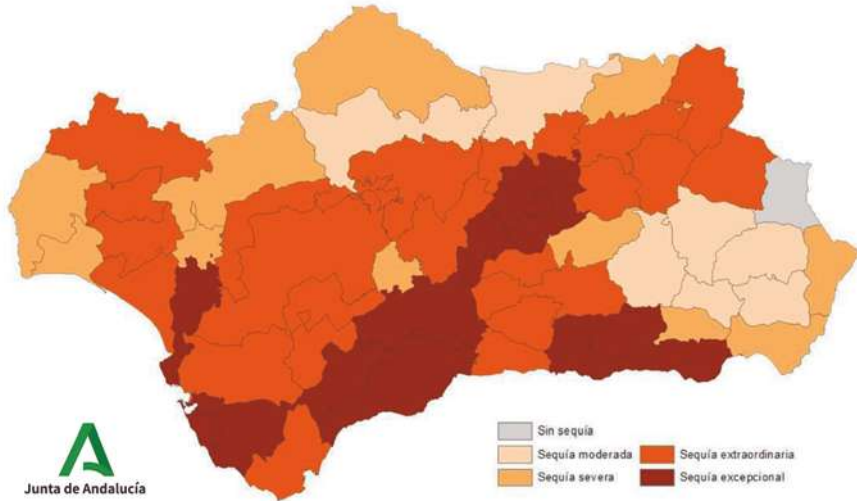 Sin sequía
Sequía moderada
Sequía extraordinaria
Sequía severa
Sequía excepcional
Junta de Andalucía